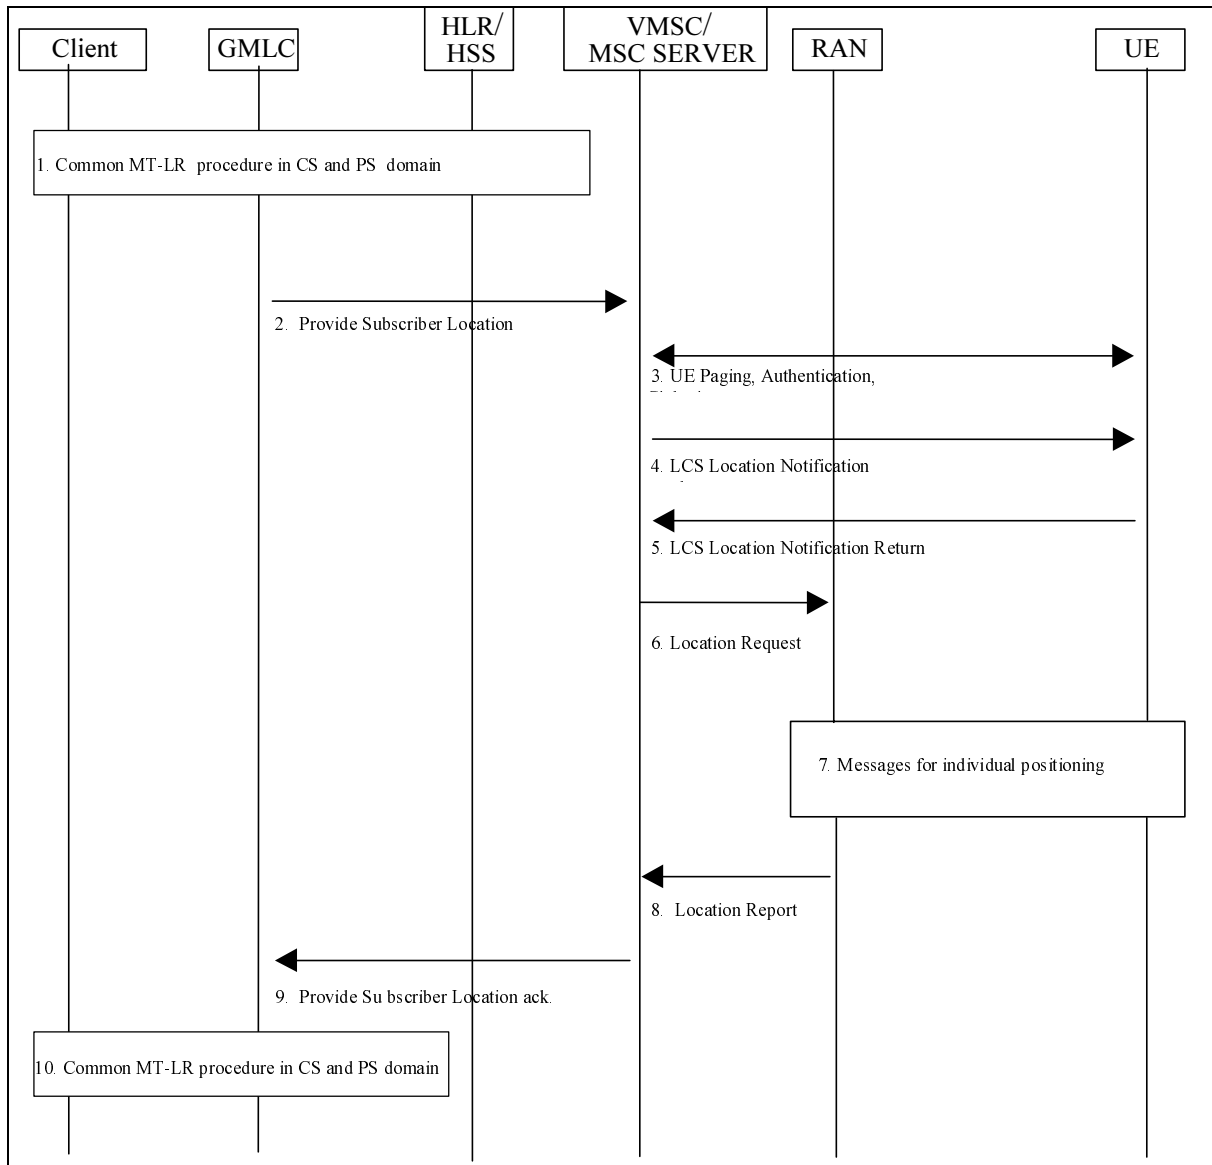 Client
GMLC
HLR/
HSS
VMSC/
MSC SERVER
RAN
UE
1. Common MT-LR procedure in CS and PS domain
2. Provide Subscriber Location
3. UE Paging, Authentication,
4. LCS Location Notification
5. LCS Location Notification Return
6. Location Request
7. Messages for individual positioning
8. Location Report
9. Provide Su bscriber Location ack.
10. Common MT-LR procedure in CS and PS domain